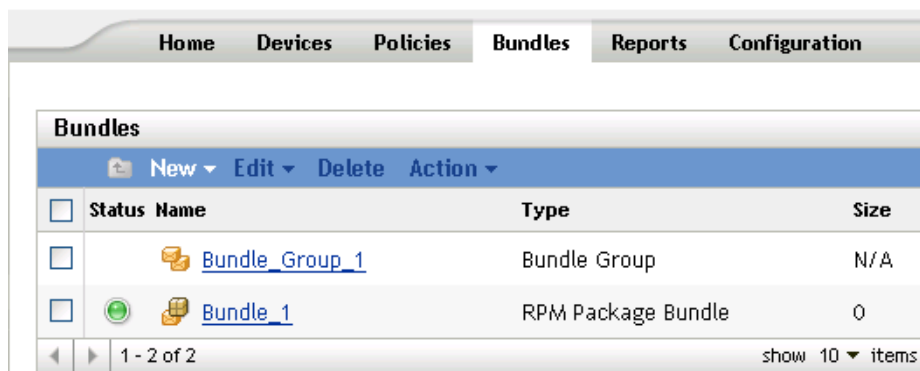 Home Devices Policies Bundles Reports Configuration
Bundles
New Edit Delete Action
Status Name Type Size
Bundle_Group_1 Bundle Group N/A
Bundle_1 RPM Package Bundle 0
1 - 2 of 2 show 10 items